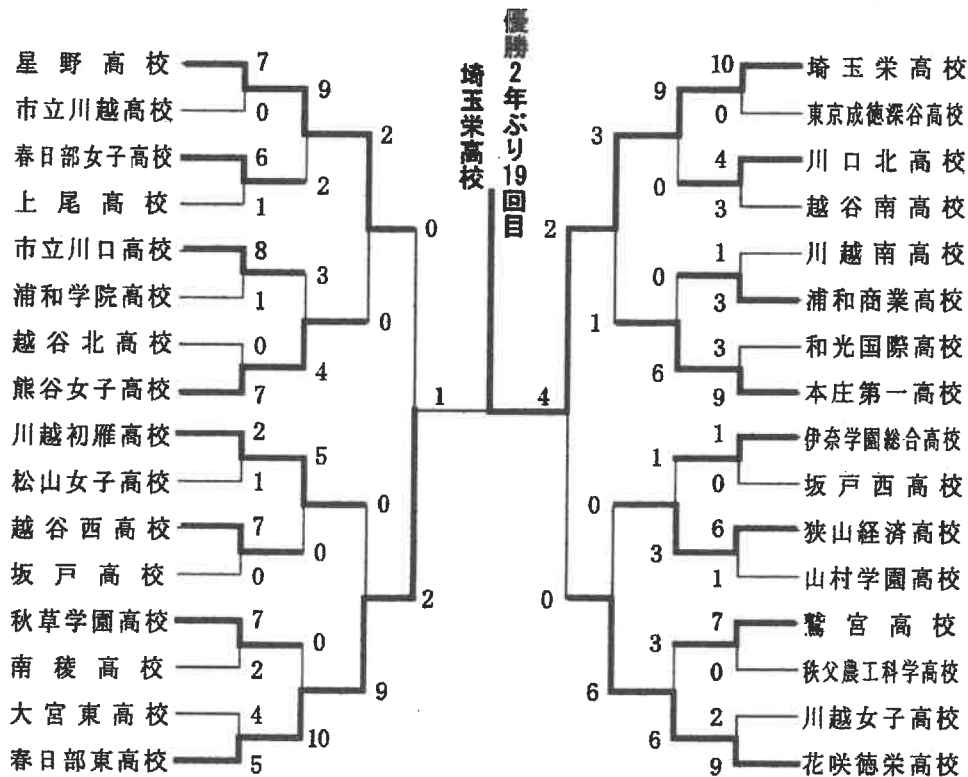 優勝2年ぶり19回目
埼玉栄高校
星野高校 7
市立川越高校 0
9
春日部女子高校 6
上尾高校 1
2
2
市立川口高校 8
浦和学院高校 1
3
越谷北高校 0
熊谷女子高校 7
4
0
0
川越初雁高校 2
松山女子高校 1
5
越谷西高校 7
坂戸高校 0
0
0
秋草学園高校 7
南稜高校 2
0
大宮東高校 4
春日部東高校 5
10
9
2
1
4
10 埼玉栄高校
0 東京成徳深谷高校
9
4 川口北高校
3 越谷南高校
0
3
1 川越南高校
3 浦和商業高校
0
3 和光国際高校
9 本庄第一高校
6
1
2
1 伊奈学園総合高校
0 坂戸西高校
1
6 狭山経済高校
1 山村学園高校
3
0
7 鷲宮高校
0 秩父農工科学高校
3
2 川越女子高校
9 花咲徳栄高校
6
6
0